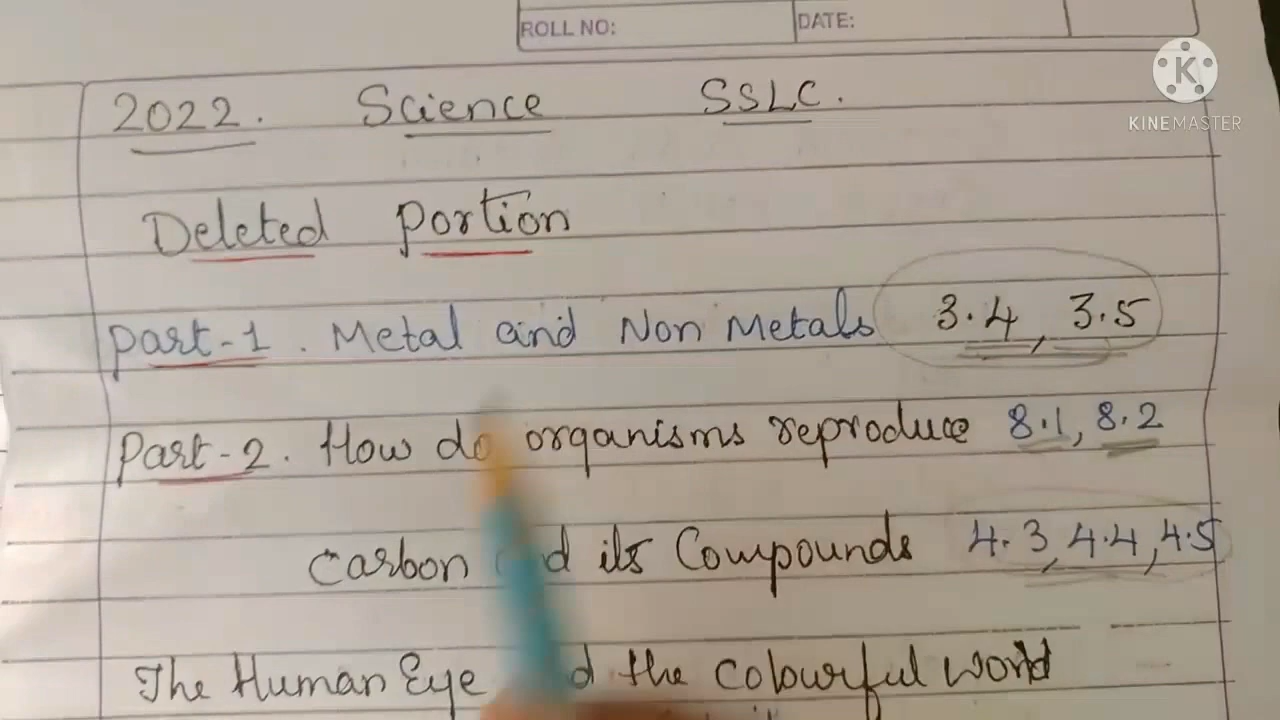 ROLL NO: DATE:
K
KINEMASTER
2022. Science SSLC.
Deleted portion
Part-1. Metal and Non Metals 3.4, 3.5
Part-2. How do organisms reproduce 8.1, 8.2
Carbon and its Compounds 4.3, 4.4, 4.5
The Human Eye and the colourful world